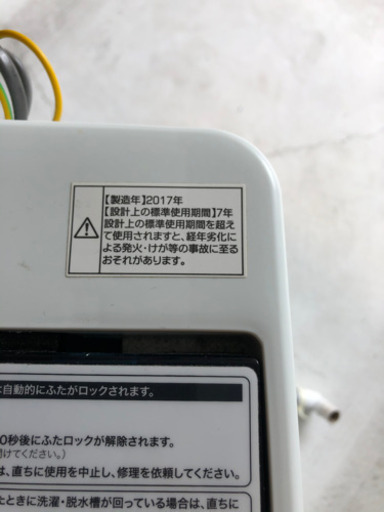 【製造年】2017年
【設計上の標準使用期間】7年
設計上の標準使用期間を超え
て使用されますと、経年劣化に
よる発火・けが等の事故に至る
おそれがあります。
自動的にふたがロックされます。
0秒後にふたロックが解除されます。
けてください。）
は、直ちに使用を中止し、修理を依頼してください。
たときに洗濯・脱水槽が回っている場合は、直ちに